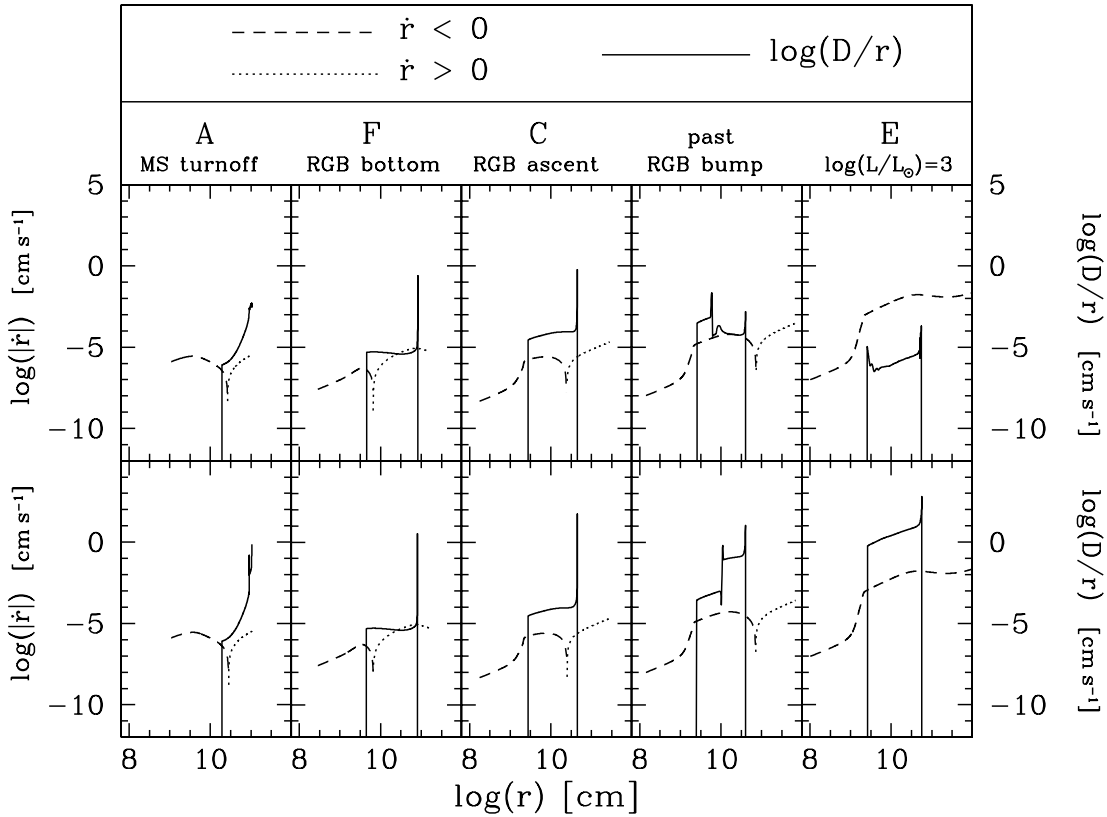 ṙ < 0
ṙ > 0
log(D/r)
A F C past E
MS turnoff RGB bottom RGB ascent RGB bump log(L/L⊙)=3
5 5
0 0
−5 −5
−10 −10
log(|ṙ|) [cm s⁻¹]
log(D/r) [cm s⁻¹]
0 0
−5 −5
−10 −10
log(|ṙ|) [cm s⁻¹]
log(D/r) [cm s⁻¹]
8 10 8 10 8 10 8 10 8 10
log(r) [cm]